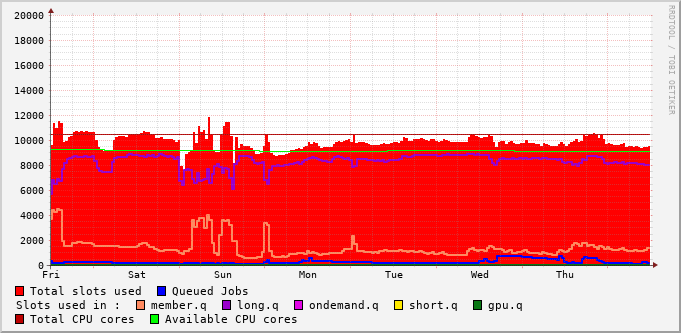 20000
18000
16000
14000
12000
10000
8000
6000
4000
2000
0
Fri Sat Sun Mon Tue Wed Thu
RRDTOOL / TOBI OETIKER
Total slots used Queued Jobs
Slots used in : member.q long.q ondemand.q short.q gpu.q
Total CPU cores Available CPU cores